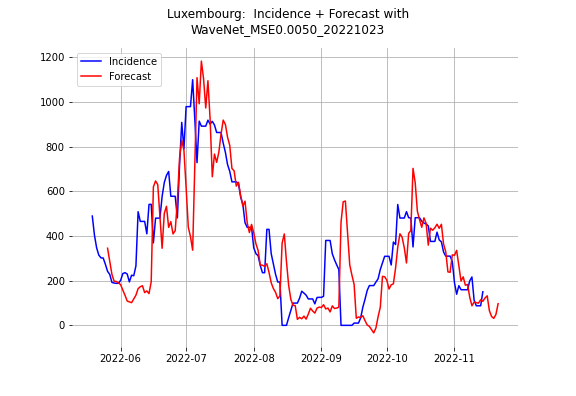 Luxembourg:  Incidence + Forecast with
WaveNet_MSE0.0050_20221023
Incidence
Forecast
1200
1000
800
600
400
200
0
2022-06 2022-07 2022-08 2022-09 2022-10 2022-11